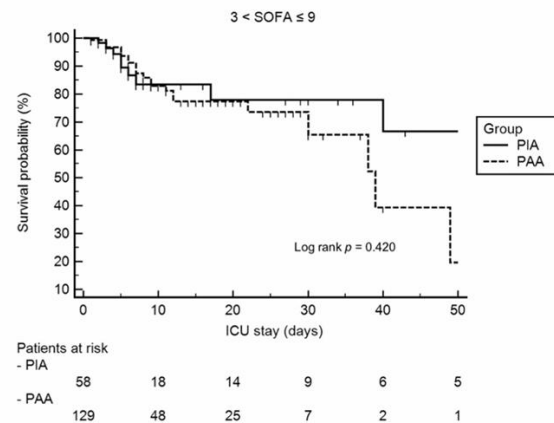 3 < SOFA ≤ 9
Survival probability (%)
100
90
80
70
60
50
40
30
20
10
Log rank p = 0.420
0 10 20 30 40 50
ICU stay (days)
Group
PIA
PAA
Patients at risk
- PIA
58 18 14 9 6 5
- PAA
129 48 25 7 2 1